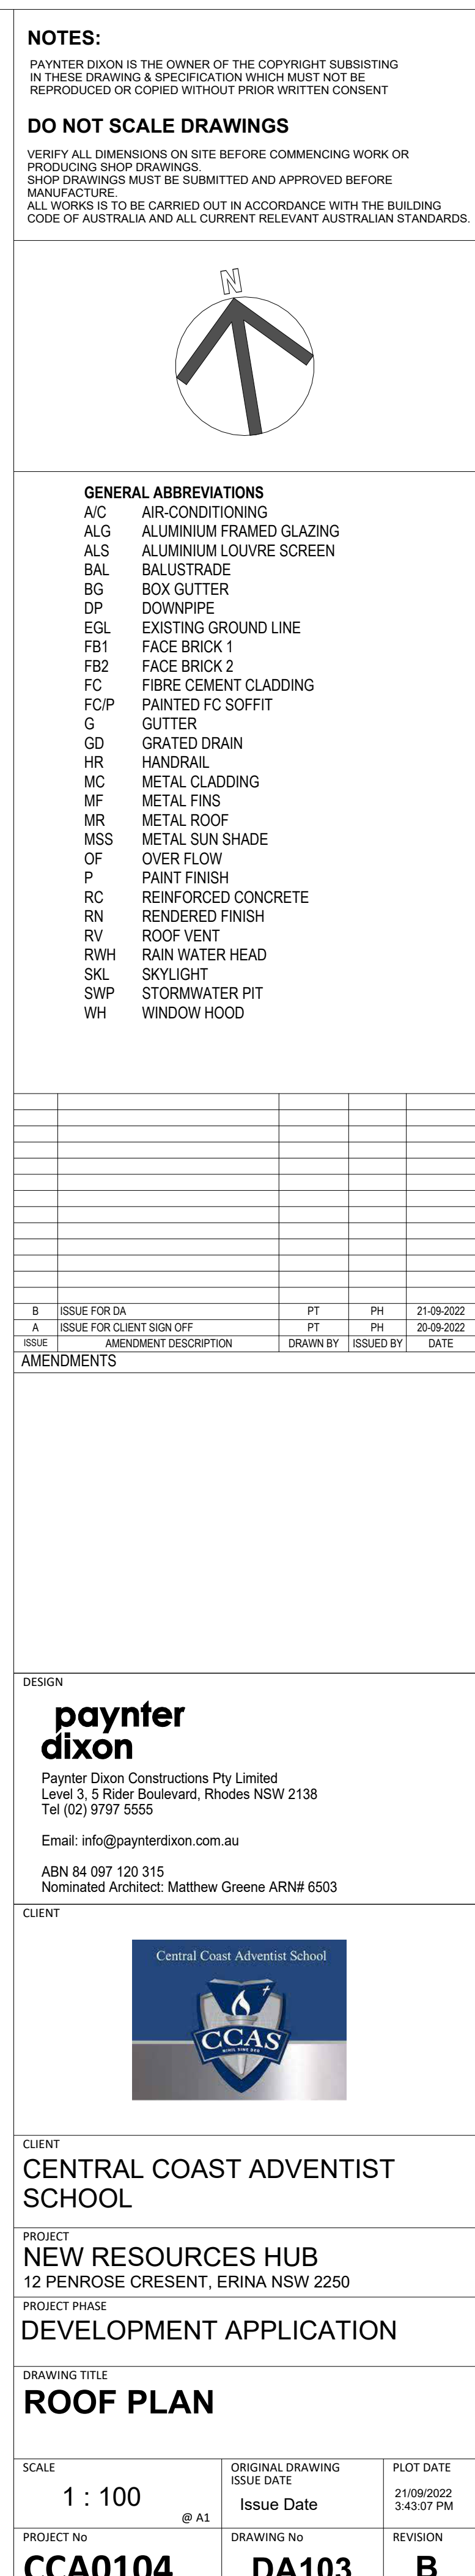 NOTES:
PAYNTER DIXON IS THE OWNER OF THE COPYRIGHT SUBSISTING
IN THESE DRAWING & SPECIFICATION WHICH MUST NOT BE
REPRODUCED OR COPIED WITHOUT PRIOR WRITTEN CONSENT
DO NOT SCALE DRAWINGS
VERIFY ALL DIMENSIONS ON SITE BEFORE COMMENCING WORK OR
PRODUCING SHOP DRAWINGS.
SHOP DRAWINGS MUST BE SUBMITTED AND APPROVED BEFORE
MANUFACTURE.
ALL WORKS IS TO BE CARRIED OUT IN ACCORDANCE WITH THE BUILDING
CODE OF AUSTRALIA AND ALL CURRENT RELEVANT AUSTRALIAN STANDARDS.
N
GENERAL ABBREVIATIONS
A/C AIR-CONDITIONING
ALG ALUMINIUM FRAMED GLAZING
ALS ALUMINIUM LOUVRE SCREEN
BAL BALUSTRADE
BG BOX GUTTER
DP DOWNPIPE
EGL EXISTING GROUND LINE
FB1 FACE BRICK 1
FB2 FACE BRICK 2
FC FIBRE CEMENT CLADDING
FC/P PAINTED FC SOFFIT
G GUTTER
GD GRATED DRAIN
HR HANDRAIL
MC METAL CLADDING
MF METAL FINS
MR METAL ROOF
MSS METAL SUN SHADE
OF OVER FLOW
P PAINT FINISH
RC REINFORCED CONCRETE
RN RENDERED FINISH
RV ROOF VENT
RWH RAIN WATER HEAD
SKL SKYLIGHT
SWP STORMWATER PIT
WH WINDOW HOOD
B ISSUE FOR DA PT PH 21-09-2022
A ISSUE FOR CLIENT SIGN OFF PT PH 20-09-2022
ISSUE AMENDMENT DESCRIPTION DRAWN BY ISSUED BY DATE
AMENDMENTS
DESIGN
paynter
dixon
Paynter Dixon Constructions Pty Limited
Level 3, 5 Rider Boulevard, Rhodes NSW 2138
Tel (02) 9797 5555
Email: info@paynterdixon.com.au
ABN 84 097 120 315
Nominated Architect: Matthew Greene ARN# 6503
CLIENT
Central Coast Adventist School
CCAS
NIHIL SINE DEO
CLIENT
CENTRAL COAST ADVENTIST
SCHOOL
PROJECT
NEW RESOURCES HUB
12 PENROSE CRESENT, ERINA NSW 2250
PROJECT PHASE
DEVELOPMENT APPLICATION
DRAWING TITLE
ROOF PLAN
SCALE
1 : 100
@ A1
ORIGINAL DRAWING
ISSUE DATE
Issue Date
PLOT DATE
21/09/2022
3:43:07 PM
PROJECT No
CCA0104
DRAWING No
DA103
REVISION
B